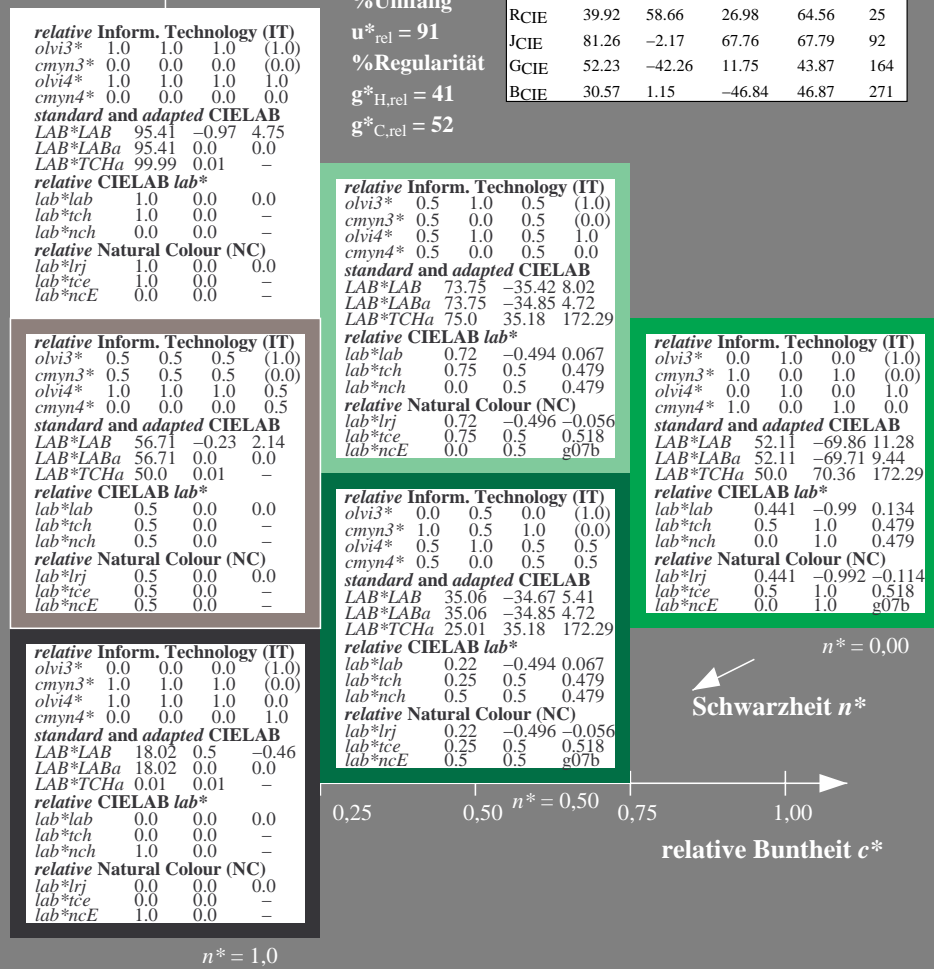 %Umfang
u*rel = 91
%Regularität
g*H,rel = 41
g*C,rel = 52
RCIE 39.92 58.66 26.98 64.56 25
JCIE 81.26 −2.17 67.76 67.79 92
GCIE 52.23 −42.26 11.75 43.87 164
BCIE 30.57 1.15 −46.84 46.87 271
relative Inform. Technology (IT)
olvi3* 1.0 1.0 1.0 (1.0)
cmyn3* 0.0 0.0 0.0 (0.0)
olvi4* 1.0 1.0 1.0 1.0
cmyn4* 0.0 0.0 0.0 0.0
standard and adapted CIELAB
LAB*LAB 95.41 −0.97 4.75
LAB*LABa 95.41 0.0 0.0
LAB*TCHa 99.99 0.01 –
relative CIELAB lab*
lab*lab 1.0 0.0 0.0
lab*tch 1.0 0.0 –
lab*nch 0.0 0.0 –
relative Natural Colour (NC)
lab*lrj 1.0 0.0 0.0
lab*tce 1.0 0.0 –
lab*ncE 0.0 0.0 –
relative Inform. Technology (IT)
olvi3* 0.5 1.0 0.5 (1.0)
cmyn3* 0.5 0.0 0.5 (0.0)
olvi4* 0.5 1.0 0.5 1.0
cmyn4* 0.5 0.0 0.5 0.0
standard and adapted CIELAB
LAB*LAB 73.75 −35.42 8.02
LAB*LABa 73.75 −34.85 4.72
LAB*TCHa 75.0 35.18 172.29
relative CIELAB lab*
lab*lab 0.72 −0.494 0.067
lab*tch 0.75 0.5 0.479
lab*nch 0.0 0.5 0.479
relative Natural Colour (NC)
lab*lrj 0.72 −0.496 −0.056
lab*tce 0.75 0.5 0.518
lab*ncE 0.0 0.5 g07b
relative Inform. Technology (IT)
olvi3* 0.5 0.5 0.5 (1.0)
cmyn3* 0.5 0.5 0.5 (0.0)
olvi4* 1.0 1.0 1.0 0.5
cmyn4* 0.0 0.0 0.0 0.5
standard and adapted CIELAB
LAB*LAB 56.71 −0.23 2.14
LAB*LABa 56.71 0.0 0.0
LAB*TCHa 50.0 0.01 –
relative CIELAB lab*
lab*lab 0.5 0.0 0.0
lab*tch 0.5 0.0 –
lab*nch 0.5 0.0 –
relative Natural Colour (NC)
lab*lrj 0.5 0.0 0.0
lab*tce 0.5 0.0 –
lab*ncE 0.5 0.0 –
relative Inform. Technology (IT)
olvi3* 0.0 1.0 0.0 (1.0)
cmyn3* 1.0 0.0 1.0 (0.0)
olvi4* 0.0 1.0 0.0 1.0
cmyn4* 1.0 0.0 1.0 0.0
standard and adapted CIELAB
LAB*LAB 52.11 −69.86 11.28
LAB*LABa 52.11 −69.71 9.44
LAB*TCHa 50.0 70.36 172.29
relative CIELAB lab*
lab*lab 0.441 −0.99 0.134
lab*tch 0.5 1.0 0.479
lab*nch 0.0 1.0 0.479
relative Natural Colour (NC)
lab*lrj 0.441 −0.992 −0.114
lab*tce 0.5 1.0 0.518
lab*ncE 0.0 1.0 g07b
relative Inform. Technology (IT)
olvi3* 0.0 0.5 0.0 (1.0)
cmyn3* 1.0 0.5 1.0 (0.0)
olvi4* 0.5 1.0 0.5 0.5
cmyn4* 0.5 0.0 0.5 0.5
standard and adapted CIELAB
LAB*LAB 35.06 −34.67 5.41
LAB*LABa 35.06 −34.85 4.72
LAB*TCHa 25.01 35.18 172.29
relative CIELAB lab*
lab*lab 0.22 −0.494 0.067
lab*tch 0.25 0.5 0.479
lab*nch 0.5 0.5 0.479
relative Natural Colour (NC)
lab*lrj 0.22 −0.496 −0.056
lab*tce 0.25 0.5 0.518
lab*ncE 0.5 0.5 g07b
relative Inform. Technology (IT)
olvi3* 0.0 0.0 0.0 (1.0)
cmyn3* 1.0 1.0 1.0 (0.0)
olvi4* 1.0 1.0 1.0 0.0
cmyn4* 0.0 0.0 0.0 1.0
standard and adapted CIELAB
LAB*LAB 18.02 0.5 −0.46
LAB*LABa 18.02 0.0 0.0
LAB*TCHa 0.01 0.01 –
relative CIELAB lab*
lab*lab 0.0 0.0 0.0
lab*tch 0.0 0.0 –
lab*nch 1.0 0.0 –
relative Natural Colour (NC)
lab*lrj 0.0 0.0 0.0
lab*tce 0.0 0.0 –
lab*ncE 1.0 0.0 –
n* = 0,00
Schwarzheit n*
n* = 0,50
0,25 0,50 0,75 1,00
relative Buntheit c*
n* = 1,0